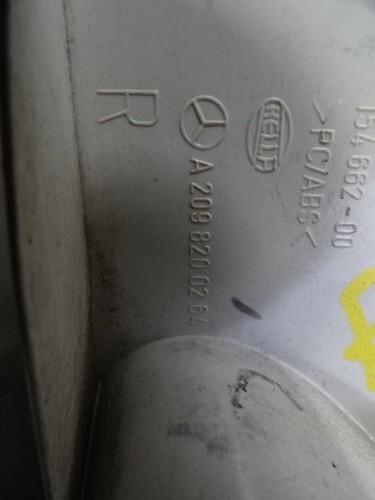 154 662-00
>PC/ABS<
HELLA
A 209 820 02 64
R